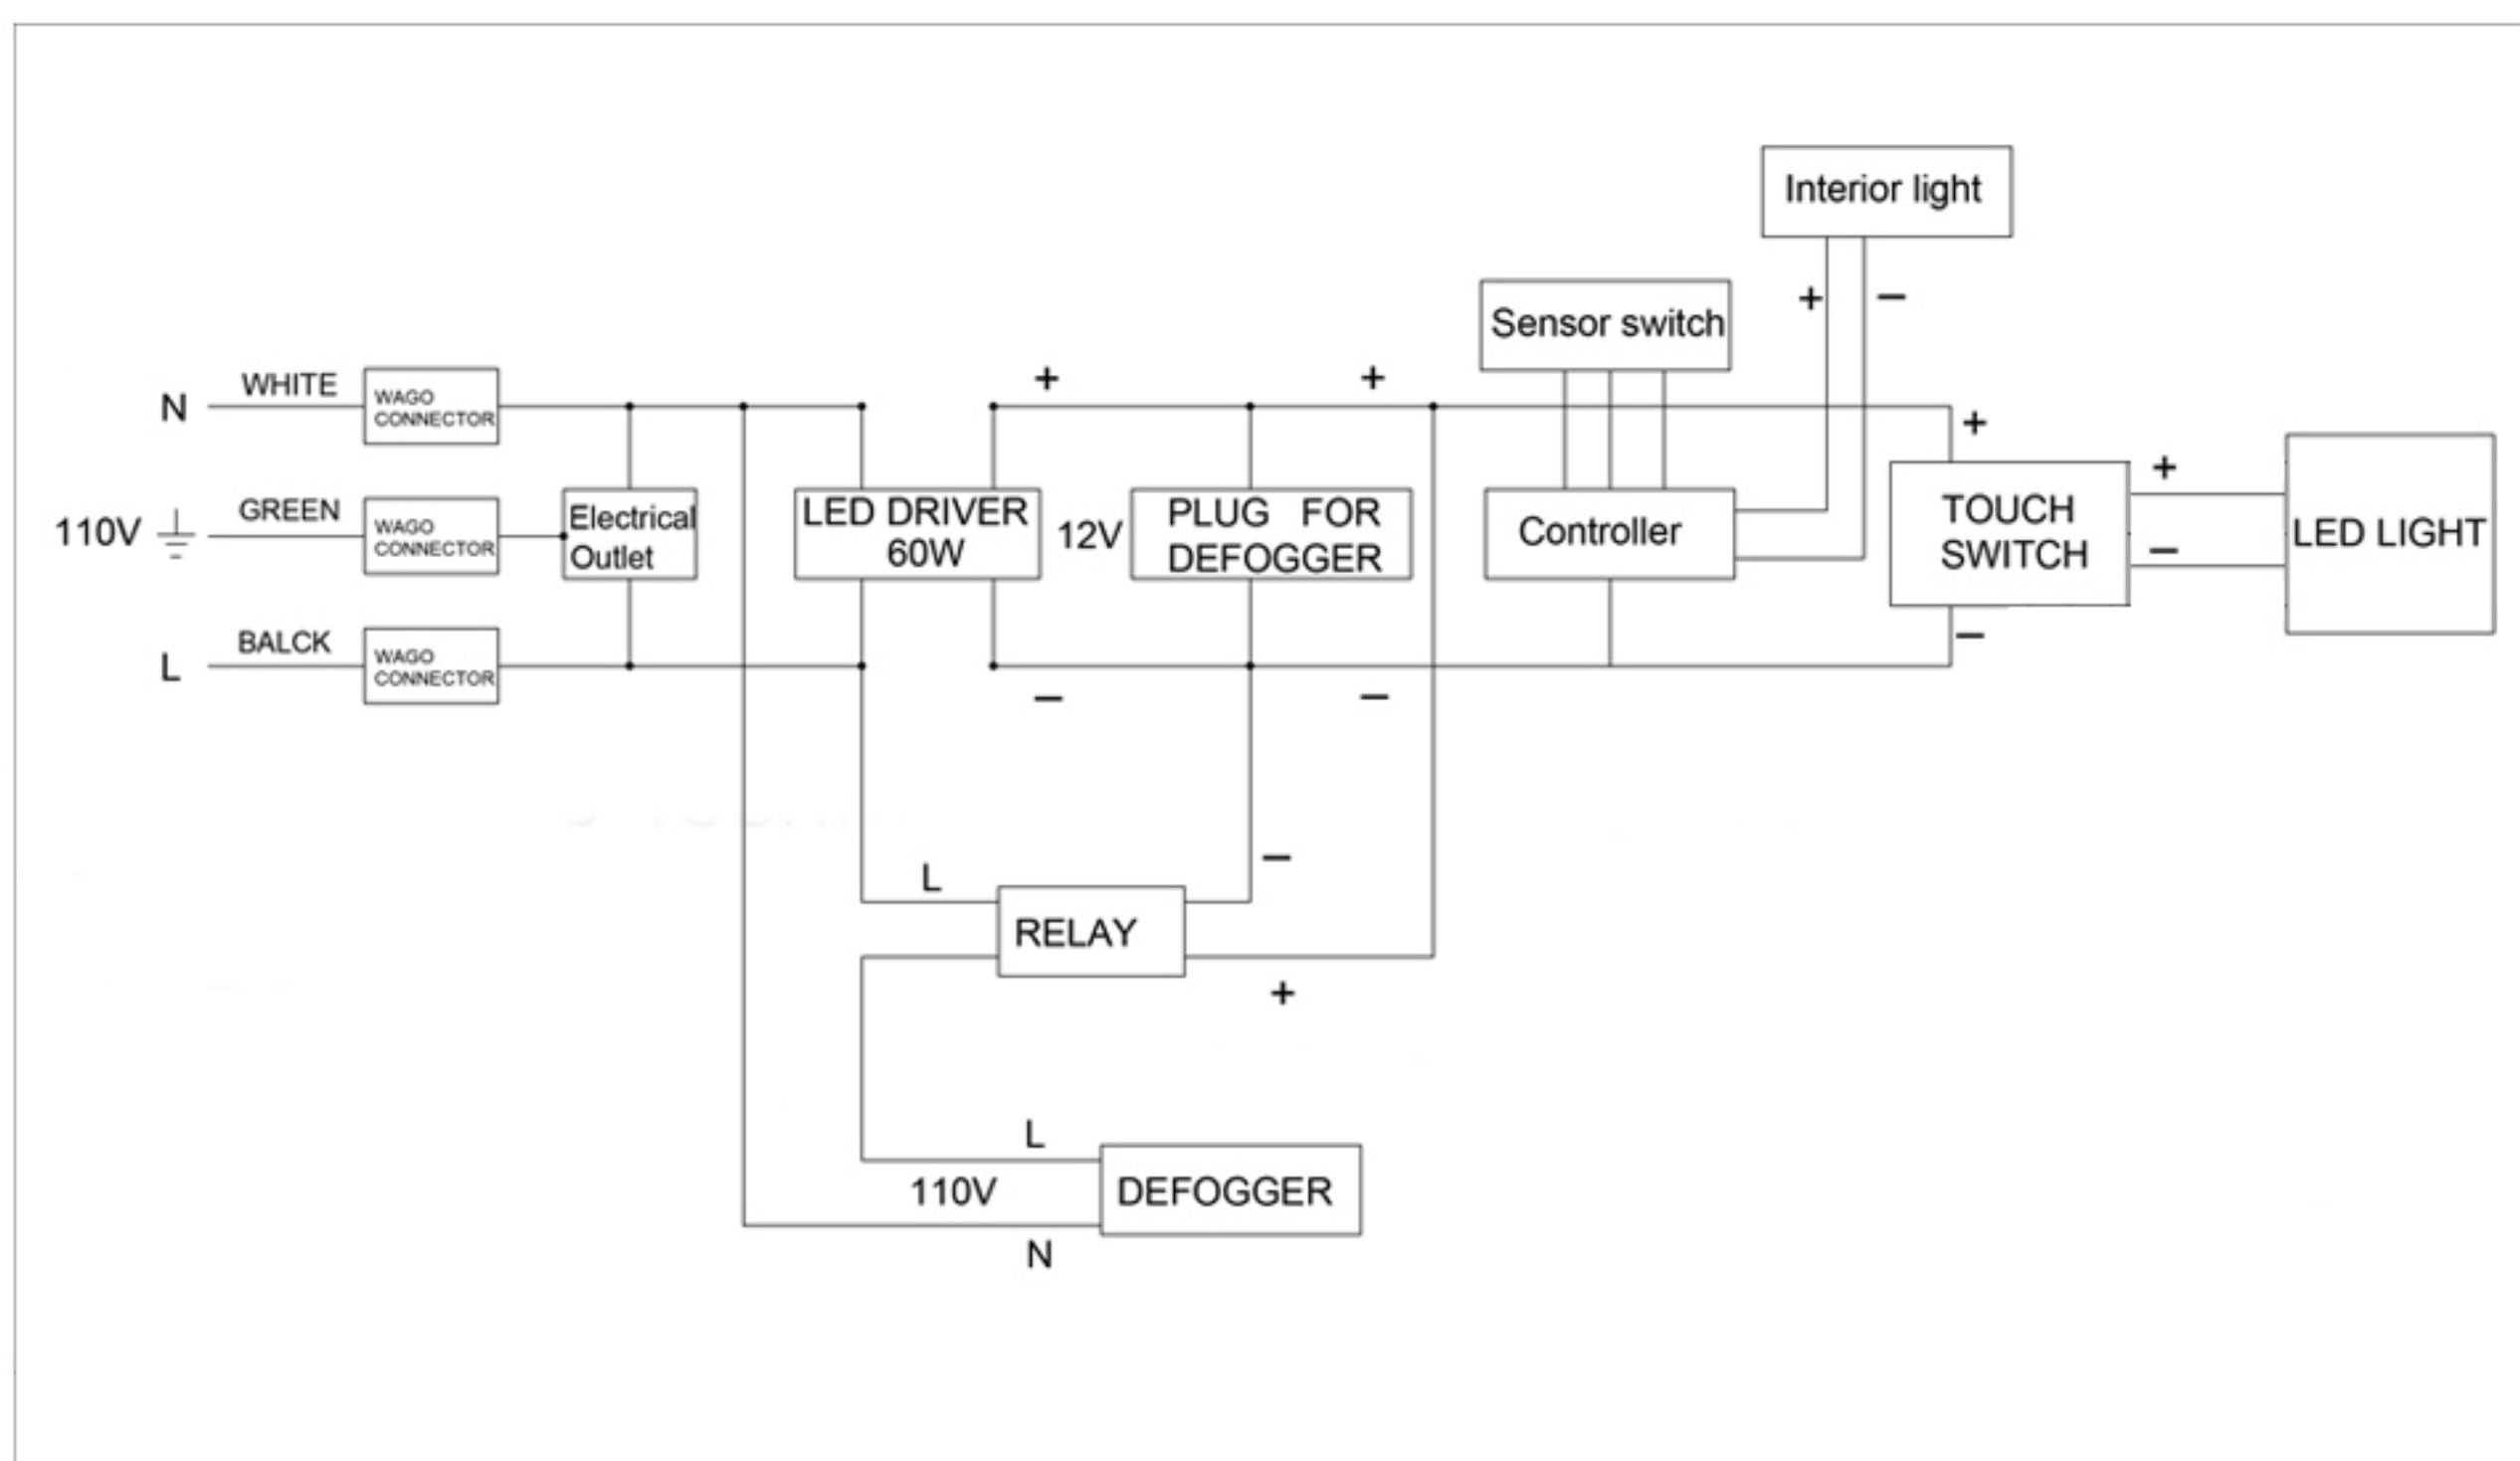 Interior light
+ −
Sensor switch
N WHITE WAGO
CONNECTOR
+ + +
110V GREEN WAGO
CONNECTOR
Electrical
Outlet
LED DRIVER
60W
12V
PLUG FOR
DEFOGGER
Controller
TOUCH
SWITCH
+
−
LED LIGHT
L BALCK WAGO
CONNECTOR
− − −
L
RELAY
−
+
L
110V
DEFOGGER
N